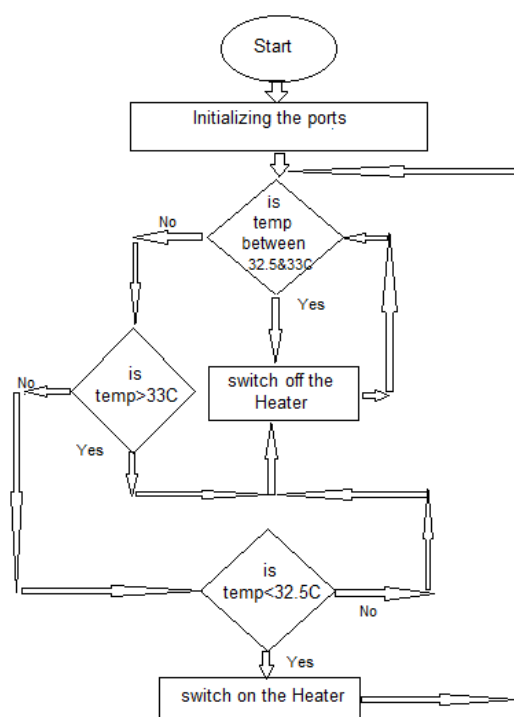 Start
Initializing the ports
is
temp
between
32.5&33C
No
Yes
is
temp>33C
No
Yes
switch off the
Heater
is
temp<32.5C
No
Yes
switch on the Heater